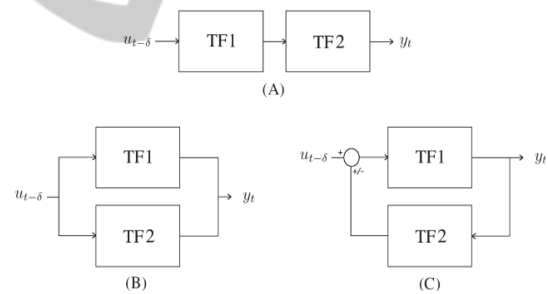 u_{t−δ} TF1 TF2 y_t
(A)
TF1 TF1
u_{t−δ} y_t u_{t−δ} + +/- y_t
TF2 TF2
(B) (C)